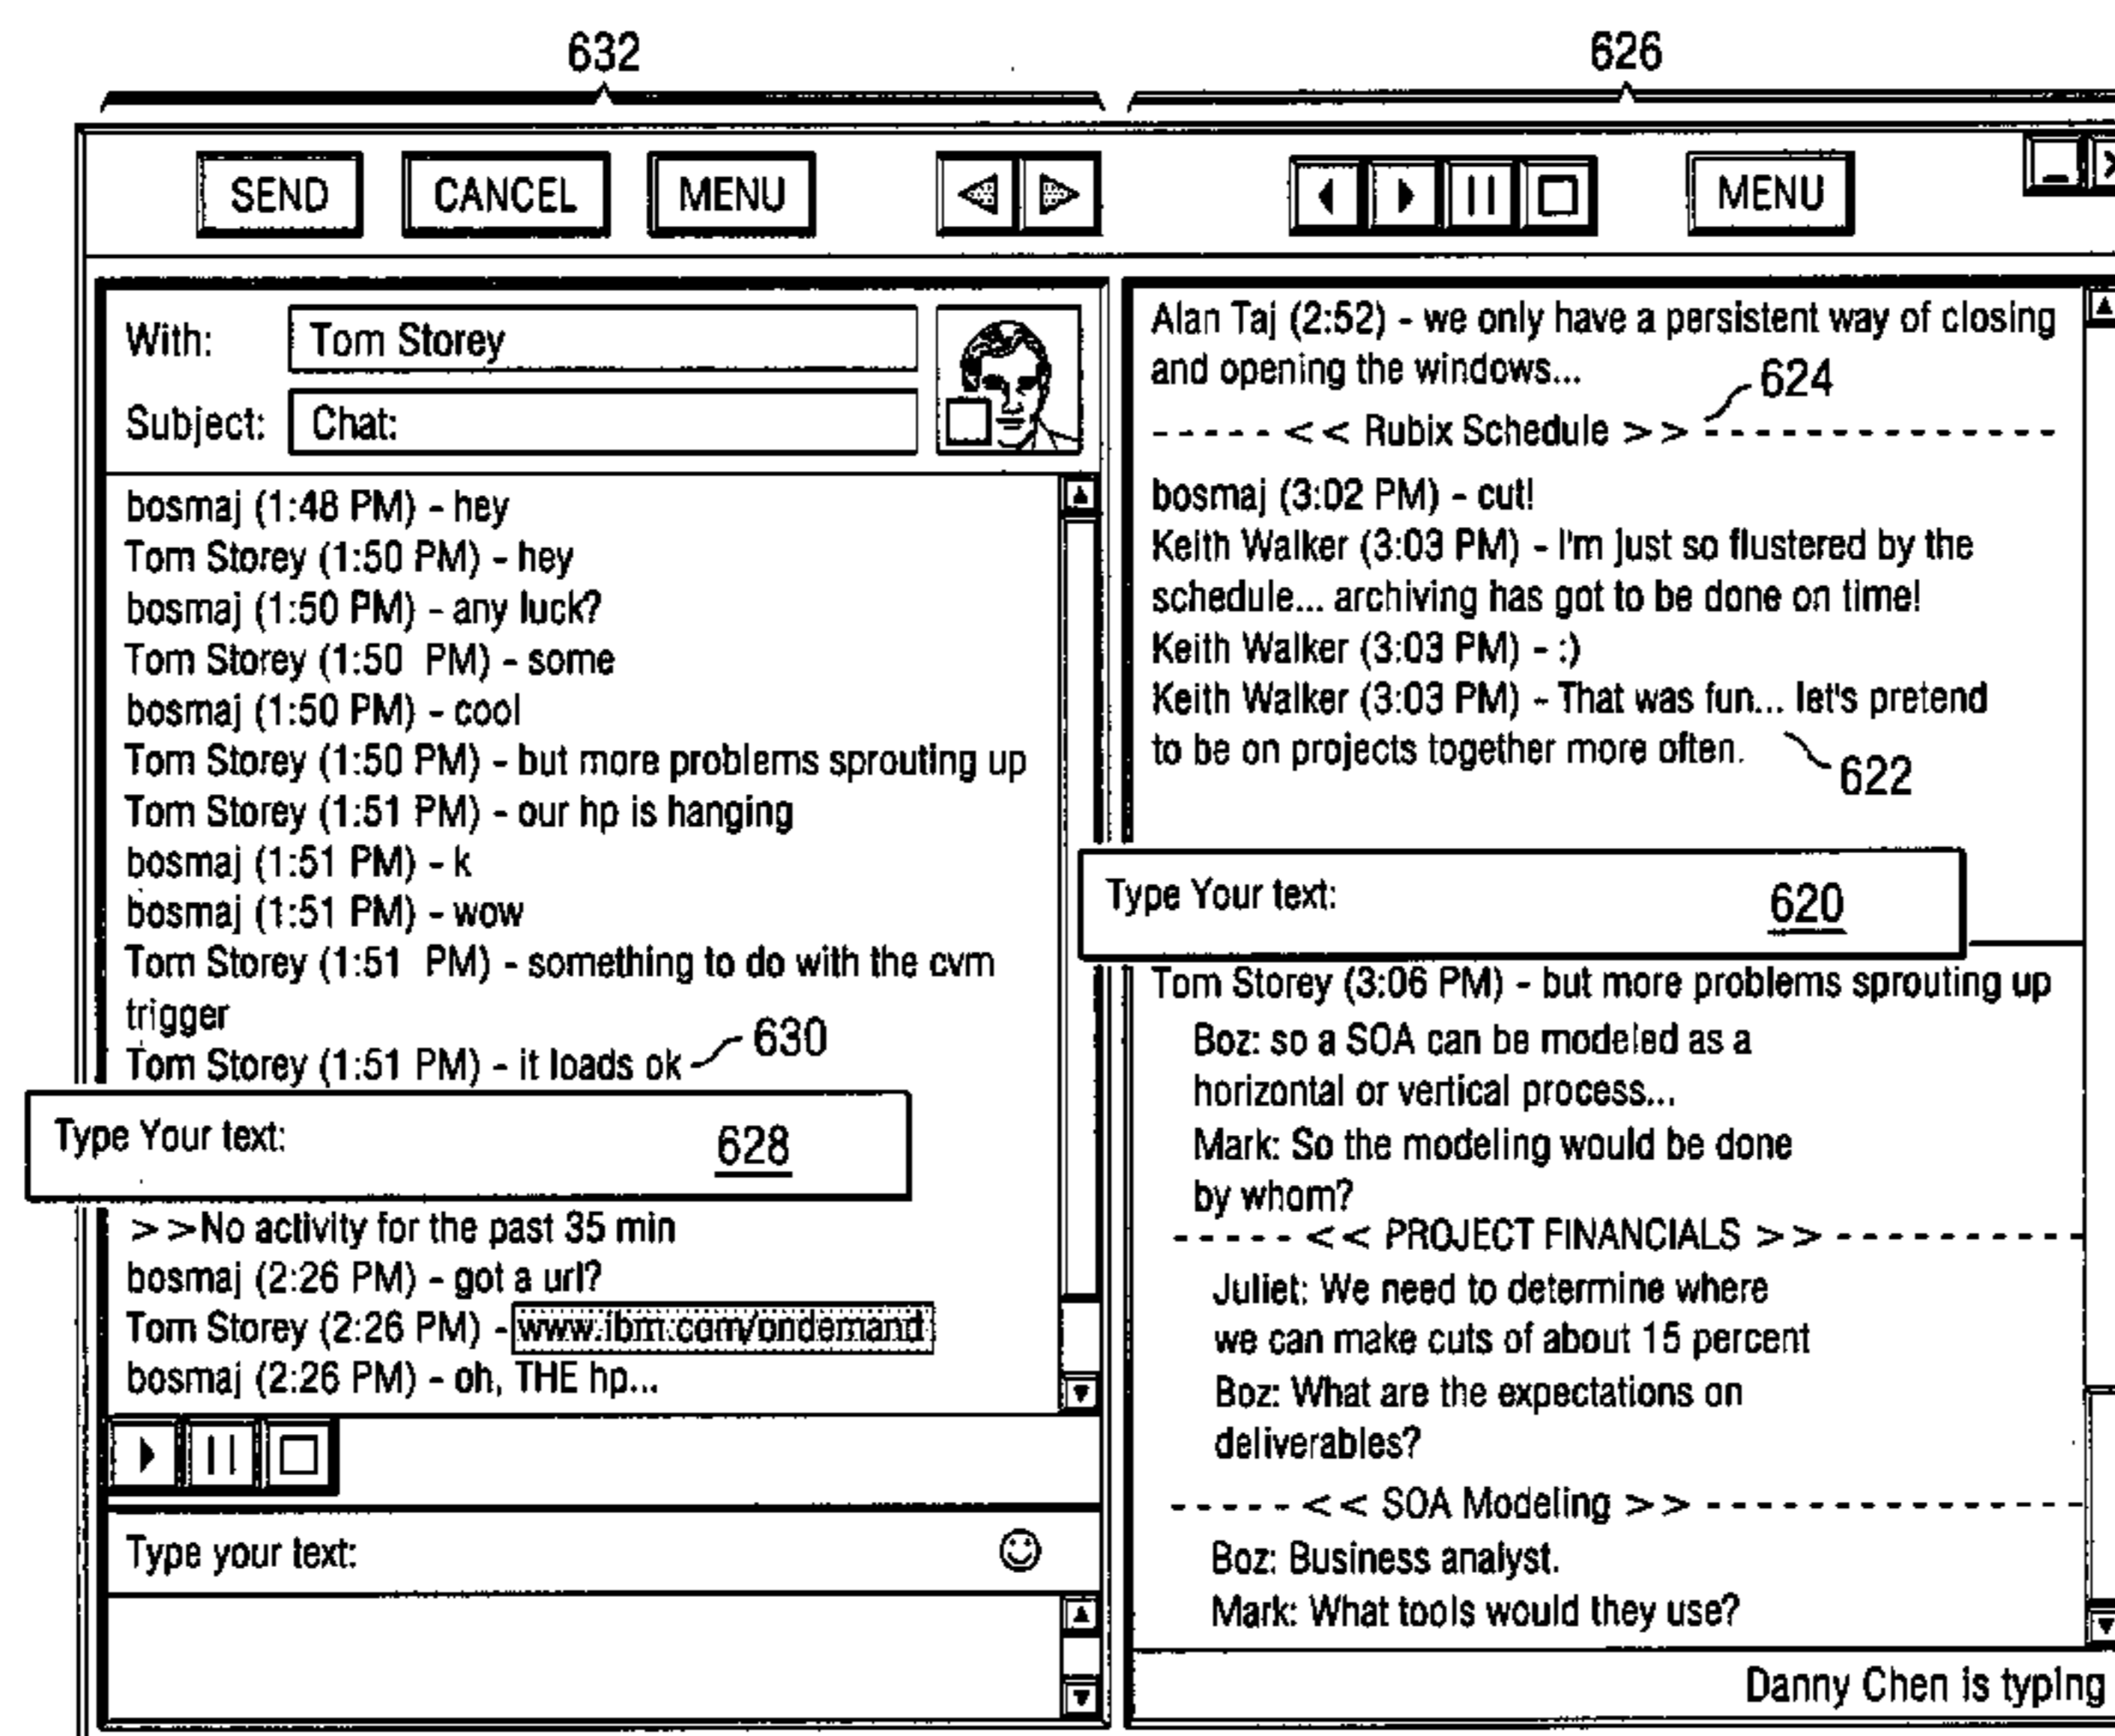 632
626
SEND CANCEL MENU MENU
With: Tom Storey
Subject: Chat:
bosmaj (1:48 PM) - hey
Tom Storey (1:50 PM) - hey
bosmaj (1:50 PM) - any luck?
Tom Storey (1:50 PM) - some
bosmaj (1:50 PM) - cool
Tom Storey (1:50 PM) - but more problems sprouting up
Tom Storey (1:51 PM) - our hp is hanging
bosmaj (1:51 PM) - k
bosmaj (1:51 PM) - wow
Tom Storey (1:51 PM) - something to do with the cvm
trigger
Tom Storey (1:51 PM) - it loads ok 630
Type Your text: 628
>>No activity for the past 35 min
bosmaj (2:26 PM) - got a url?
Tom Storey (2:26 PM) - www.ibm.com/ondemand
bosmaj (2:26 PM) - oh, THE hp...
Type your text:
Alan Taj (2:52) - we only have a persistent way of closing
and opening the windows...
624
-----<< Rubix Schedule >>--------------
bosmaj (3:02 PM) - cut!
Keith Walker (3:03 PM) - I'm just so flustered by the
schedule... archiving has got to be done on time!
Keith Walker (3:03 PM) - :)
Keith Walker (3:03 PM) - That was fun... let's pretend
to be on projects together more often.
622
Type Your text: 620
Tom Storey (3:06 PM) - but more problems sprouting up
Boz: so a SOA can be modeled as a
horizontal or vertical process...
Mark: So the modeling would be done
by whom?
-----<< PROJECT FINANCIALS >>----------
Juliet: We need to determine where
we can make cuts of about 15 percent
Boz: What are the expectations on
deliverables?
-----<< SOA Modeling >>---------------
Boz: Business analyst.
Mark: What tools would they use?
Danny Chen is typing